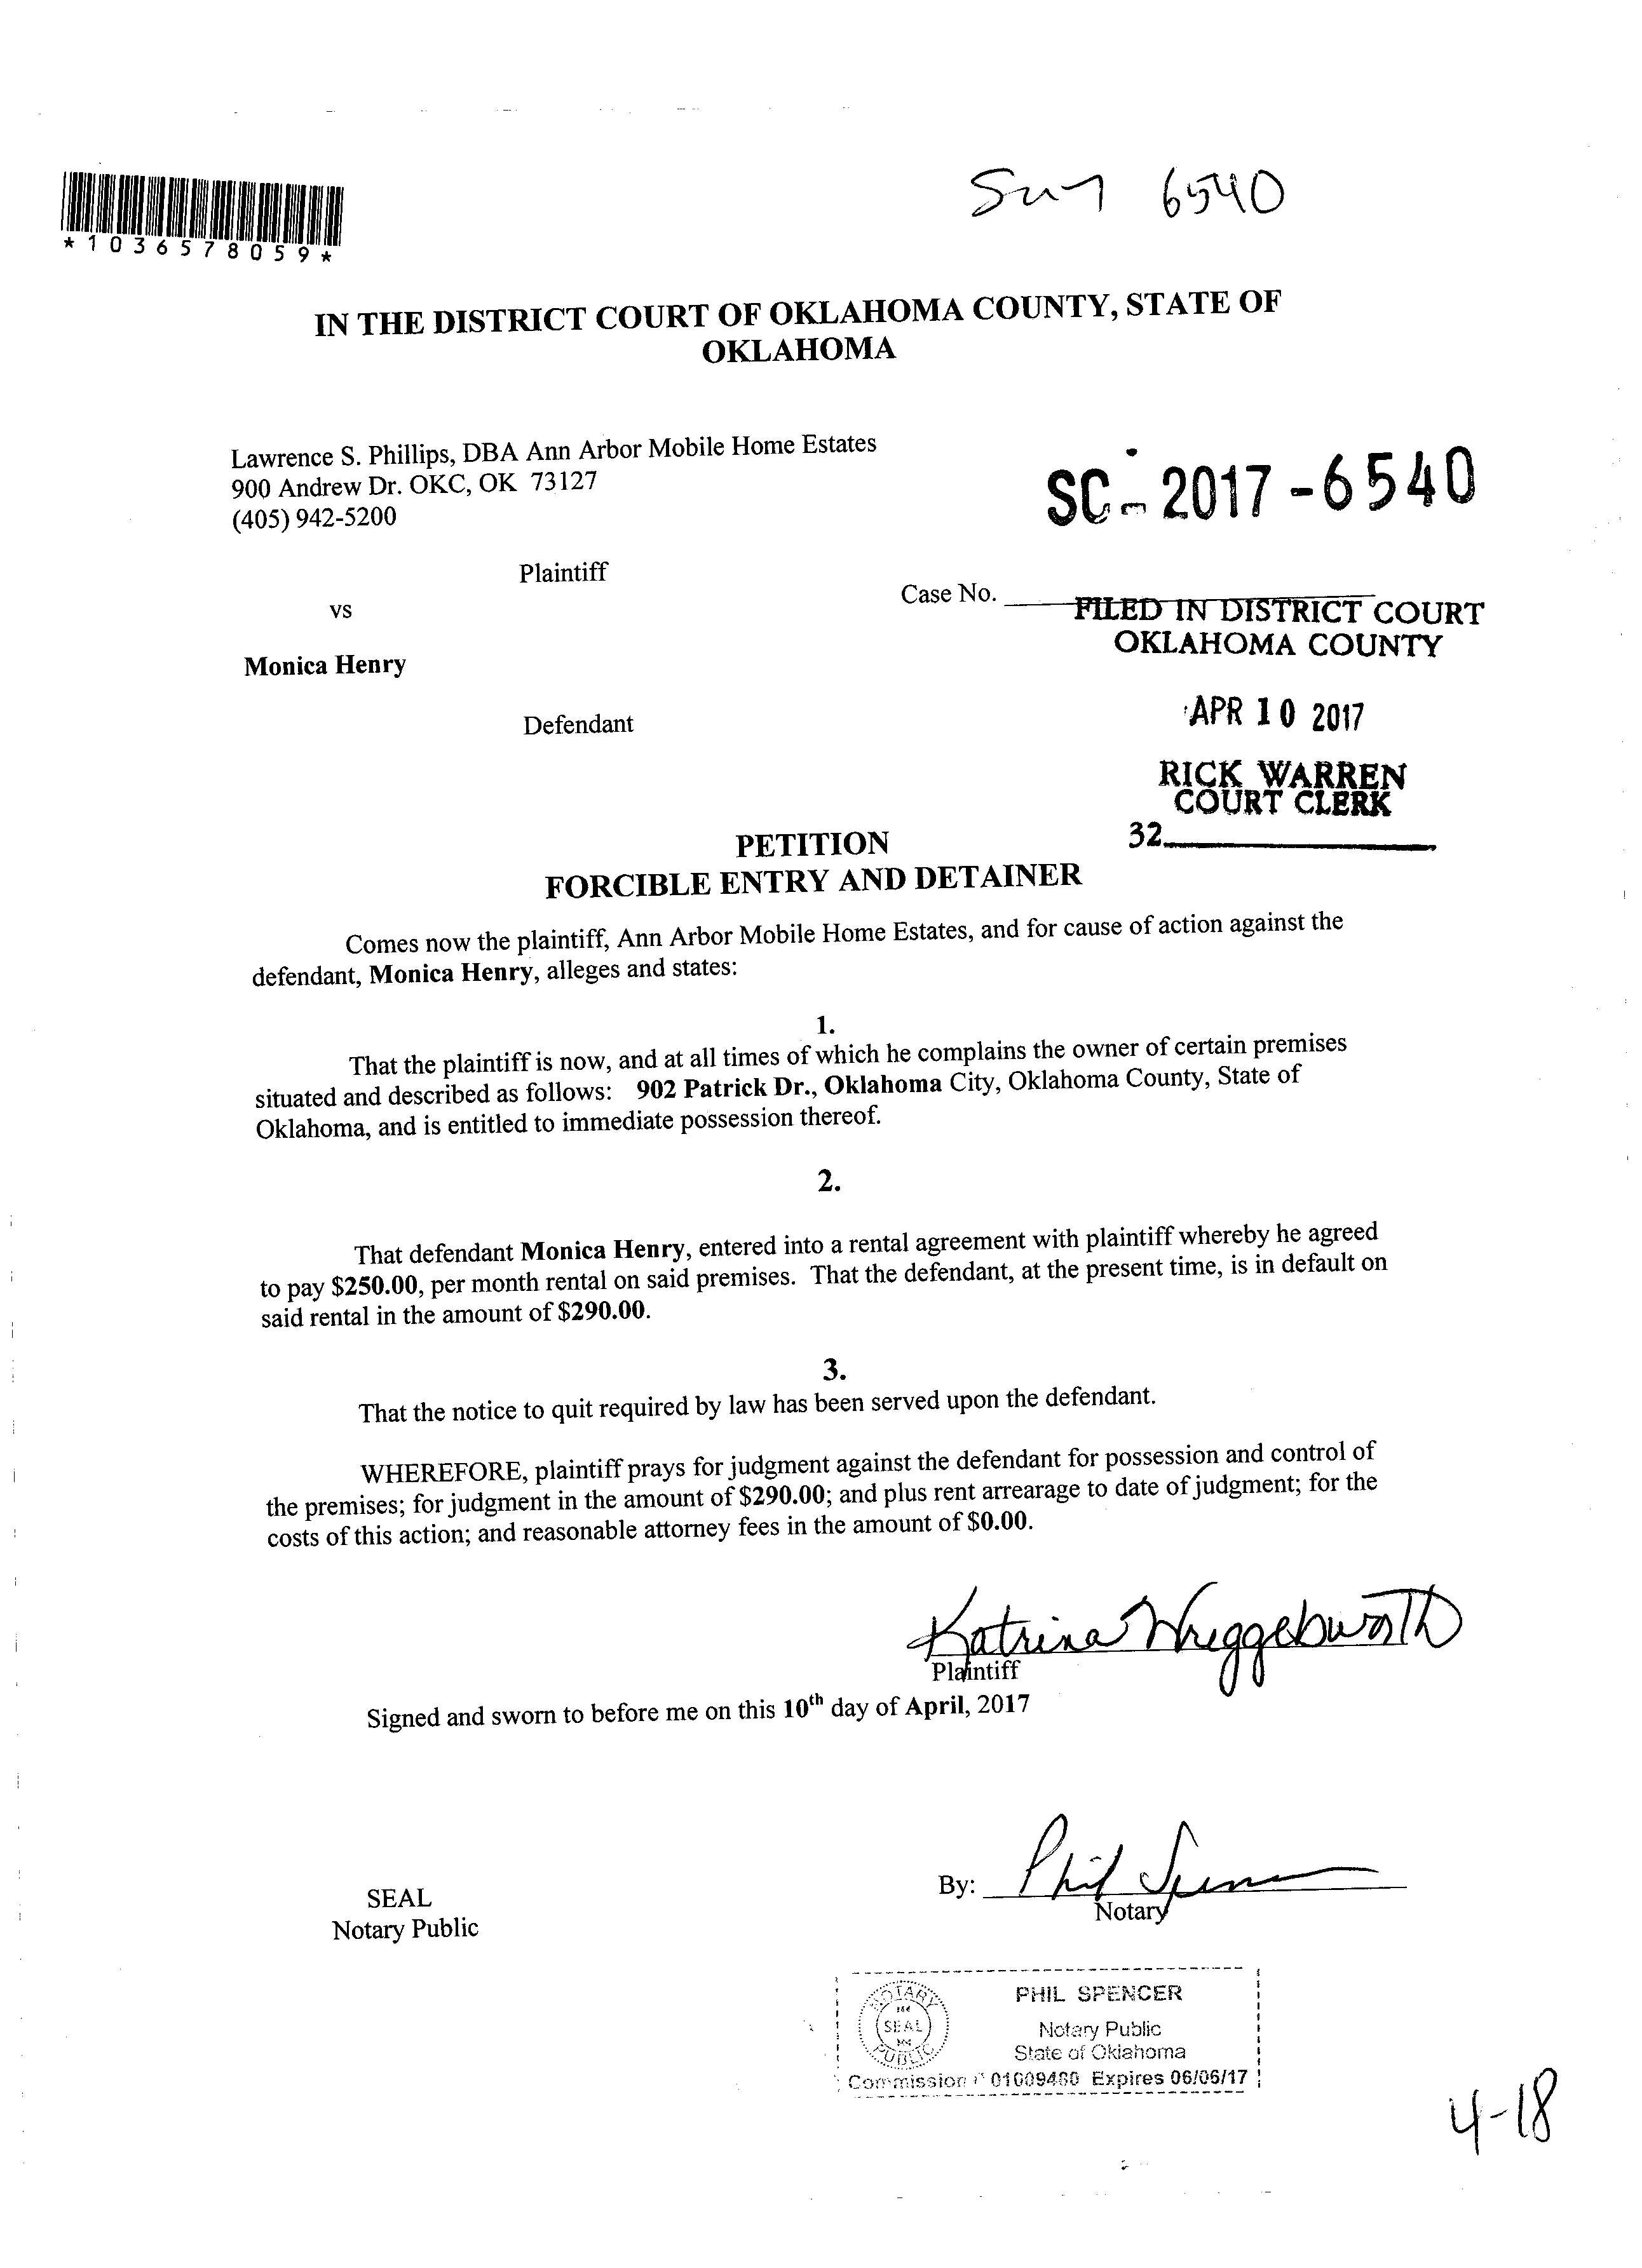 6540
*1036578059*
IN THE DISTRICT COURT OF OKLAHOMA COUNTY, STATE OF
OKLAHOMA
Lawrence S. Phillips, DBA Ann Arbor Mobile Home Estates
900 Andrew Dr. OKC, OK 73127
(405) 942-5200
SC-2017-6540
Plaintiff
Case No.
vs
FILED IN DISTRICT COURT
OKLAHOMA COUNTY
Monica Henry
APR 10 2017
Defendant
RICK WARREN
COURT CLERK
32
PETITION
FORCIBLE ENTRY AND DETAINER
Comes now the plaintiff, Ann Arbor Mobile Home Estates, and for cause of action against the
defendant, Monica Henry, alleges and states:
1.
That the plaintiff is now, and at all times of which he complains the owner of certain premises
situated and described as follows: 902 Patrick Dr., Oklahoma City, Oklahoma County, State of
Oklahoma, and is entitled to immediate possession thereof.
2.
That defendant Monica Henry, entered into a rental agreement with plaintiff whereby he agreed
to pay $250.00, per month rental on said premises. That the defendant, at the present time, is in default on
said rental in the amount of $290.00.
3.
That the notice to quit required by law has been served upon the defendant.
WHEREFORE, plaintiff prays for judgment against the defendant for possession and control of
the premises; for judgment in the amount of $290.00; and plus rent arrearage to date of judgment; for the
costs of this action; and reasonable attorney fees in the amount of $0.00.
Katrina Wriggebworth
Plaintiff
Signed and sworn to before me on this 10th day of April, 2017
By: Phil Spencer
Notary
SEAL
Notary Public
NOTARY
SEAL
PUBLIC
PHIL SPENCER
Notary Public
State of Oklahoma
Commission # 01009480 Expires 06/06/17
4-18